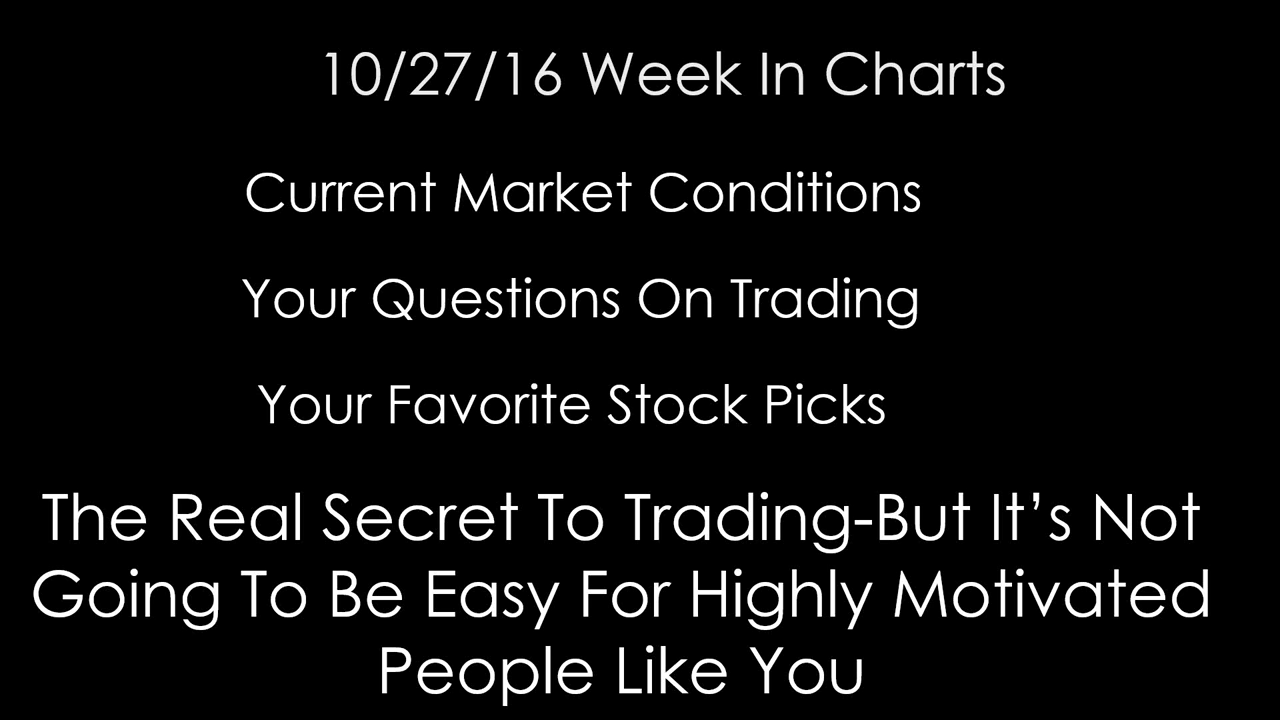 10/27/16 Week In Charts
Current Market Conditions
Your Questions On Trading
Your Favorite Stock Picks
The Real Secret To Trading-But It’s Not
Going To Be Easy For Highly Motivated
People Like You